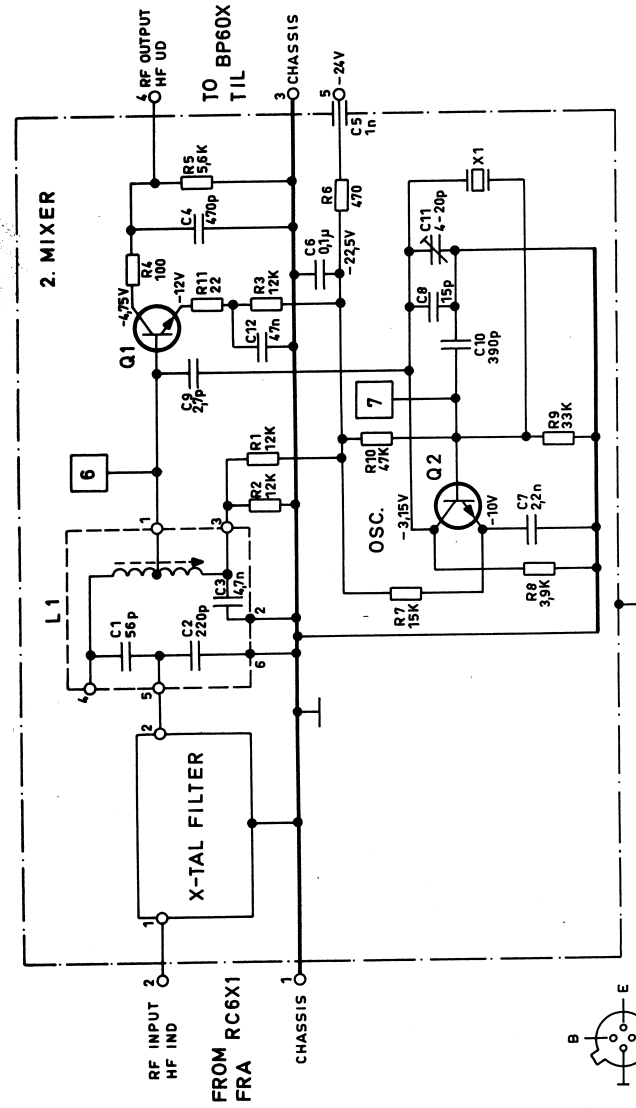 2. MIXER
RF INPUT
HF IND
2
FROM RC6X1
FRA
1
CHASSIS
X-TAL FILTER
1
2
L1
4
5
C1
56p
C2
220p
6
2
C3
4,7n
1
3
6
R2
12K
R1
12K
C9
2,7p
Q1
-4,75V
-12V
R4
100
R11
22
C12
47n
R3
12K
C4
470p
R5
5,6K
4 RF OUTPUT
HF UD
TO BP60X
TIL
3 CHASSIS
5 -24V
C5
1n
R6
470
C6
0,1µ
-22,5V
R7
15K
R10
47K
7
OSC.
Q2
-3,15V
-10V
R8
3,9K
C7
2,2n
R9
33K
C10
390p
C8
15p
C11
4-20p
X1
B
E